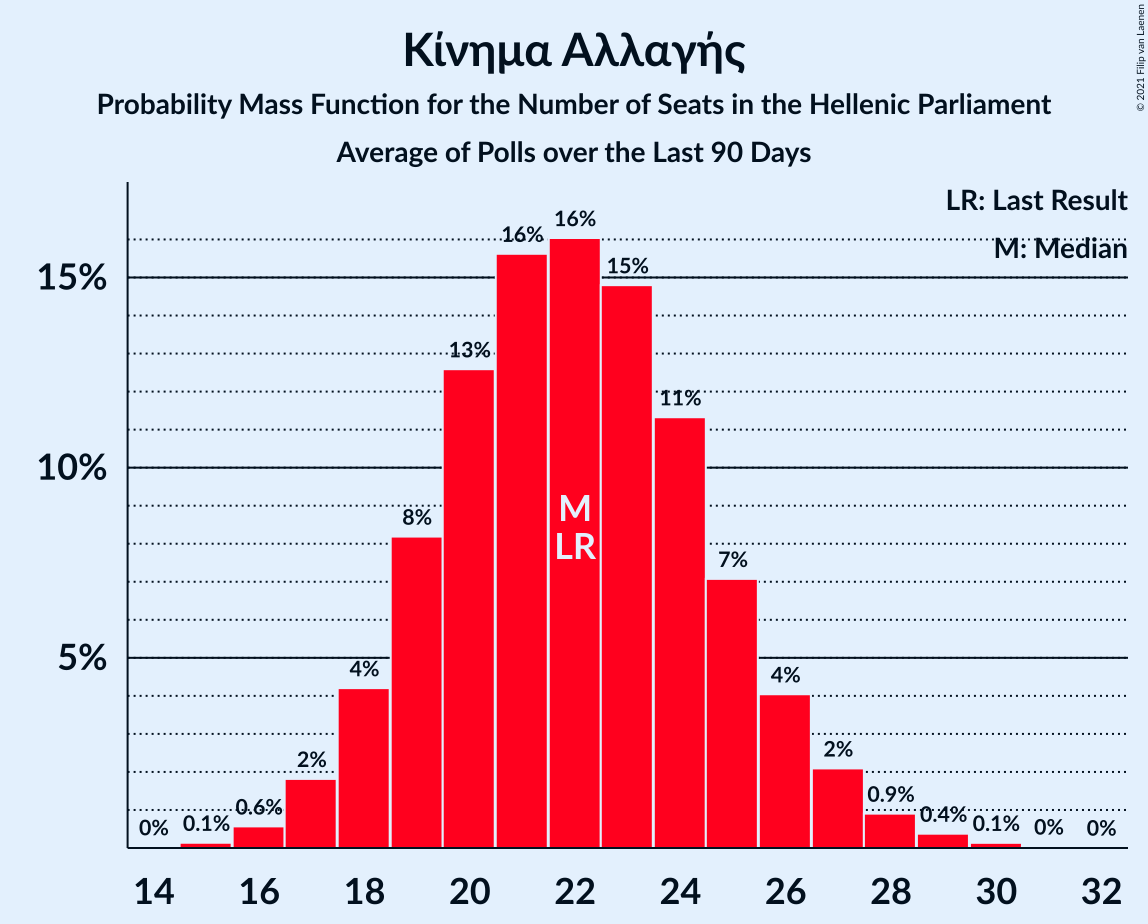 Κίνημα Αλλαγής
Probability Mass Function for the Number of Seats in the Hellenic Parliament
Average of Polls over the Last 90 Days
© 2021 Filip van Laenen
LR: Last Result
M: Median
15%
10%
5%
0%
0.1%
0.6%
2%
4%
8%
13%
16%
16%
15%
11%
7%
4%
2%
0.9%
0.4%
0.1%
0%
0%
M
LR
14 16 18 20 22 24 26 28 30 32